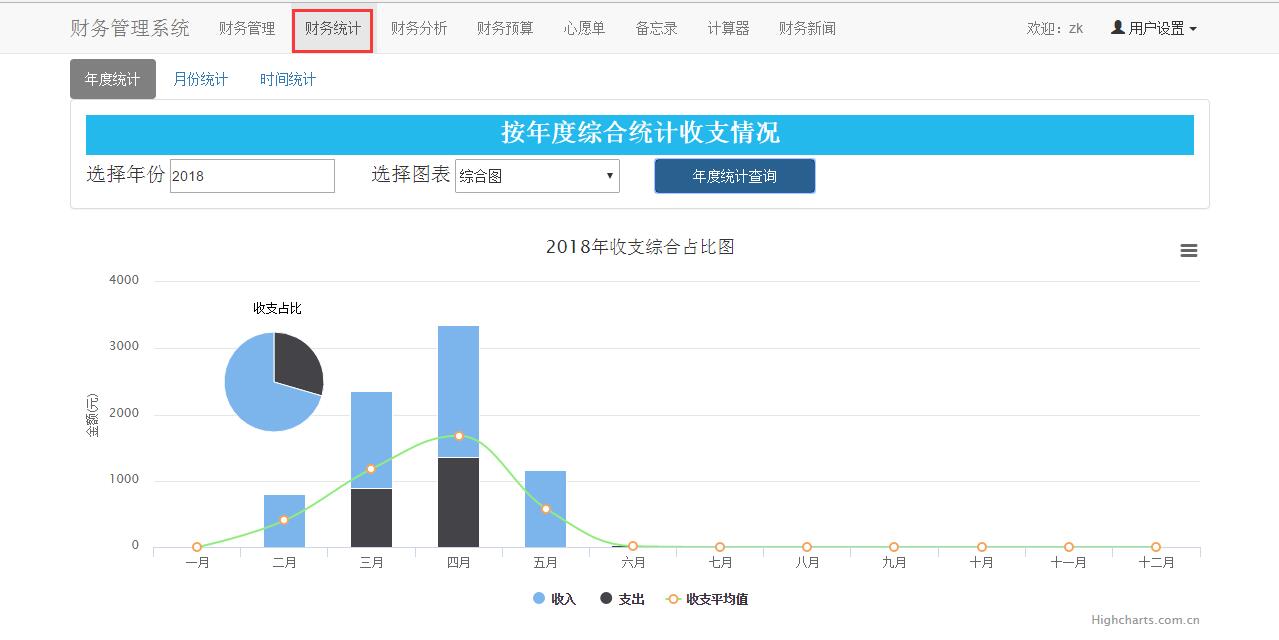 财务管理系统 财务管理 财务统计 财务分析 财务预算 心愿单 备忘录 计算器 财务新闻 欢迎：zk 用户设置
年度统计 月份统计 时间统计
按年度综合统计收支情况
选择年份 2018 选择图表 综合图 年度统计查询
2018年收支综合占比图
4000
收支占比
3000
2000
金额(元)
1000
0
一月 二月 三月 四月 五月 六月 七月 八月 九月 十月 十一月 十二月
收入 支出 收支平均值
Highcharts.com.cn